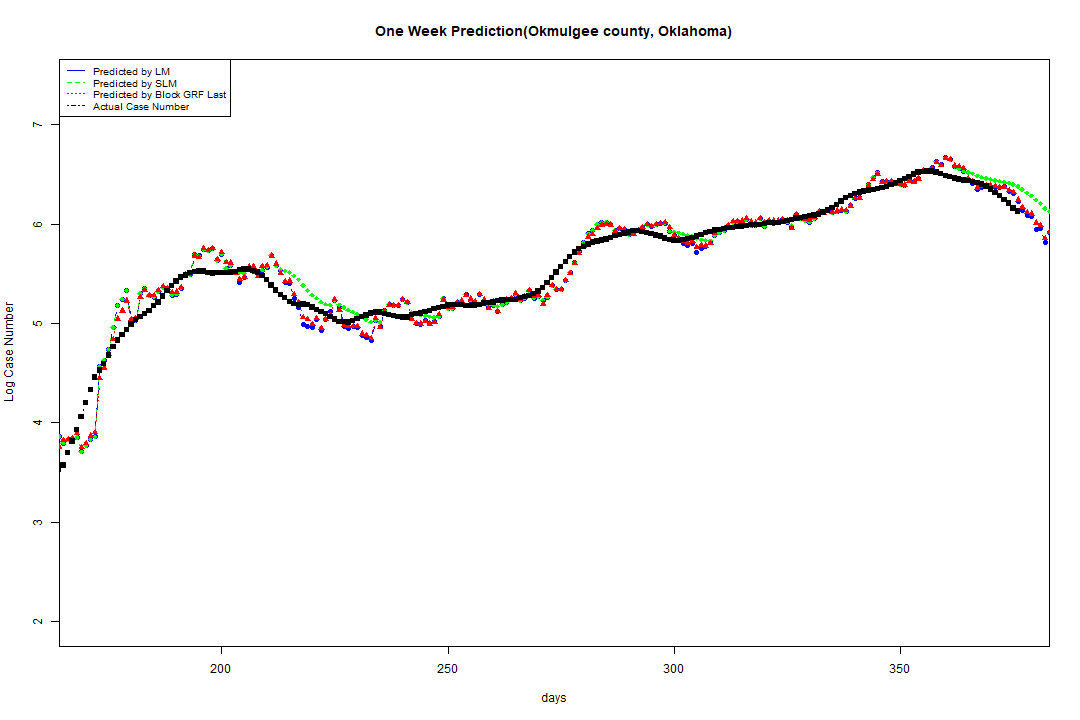 One Week Prediction(Okmulgee county, Oklahoma)
Predicted by LM
Predicted by SLM
Predicted by Block GRF Last
Actual Case Number
Log Case Number
7
6
5
4
3
2
200
250
300
350
days